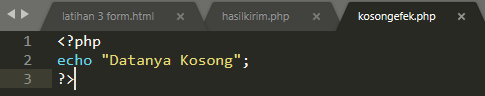 latihan 3 form.html × hasilkirim.php × kosongefek.php ×
1 <?php
2 echo "Datanya Kosong";
3 ?>